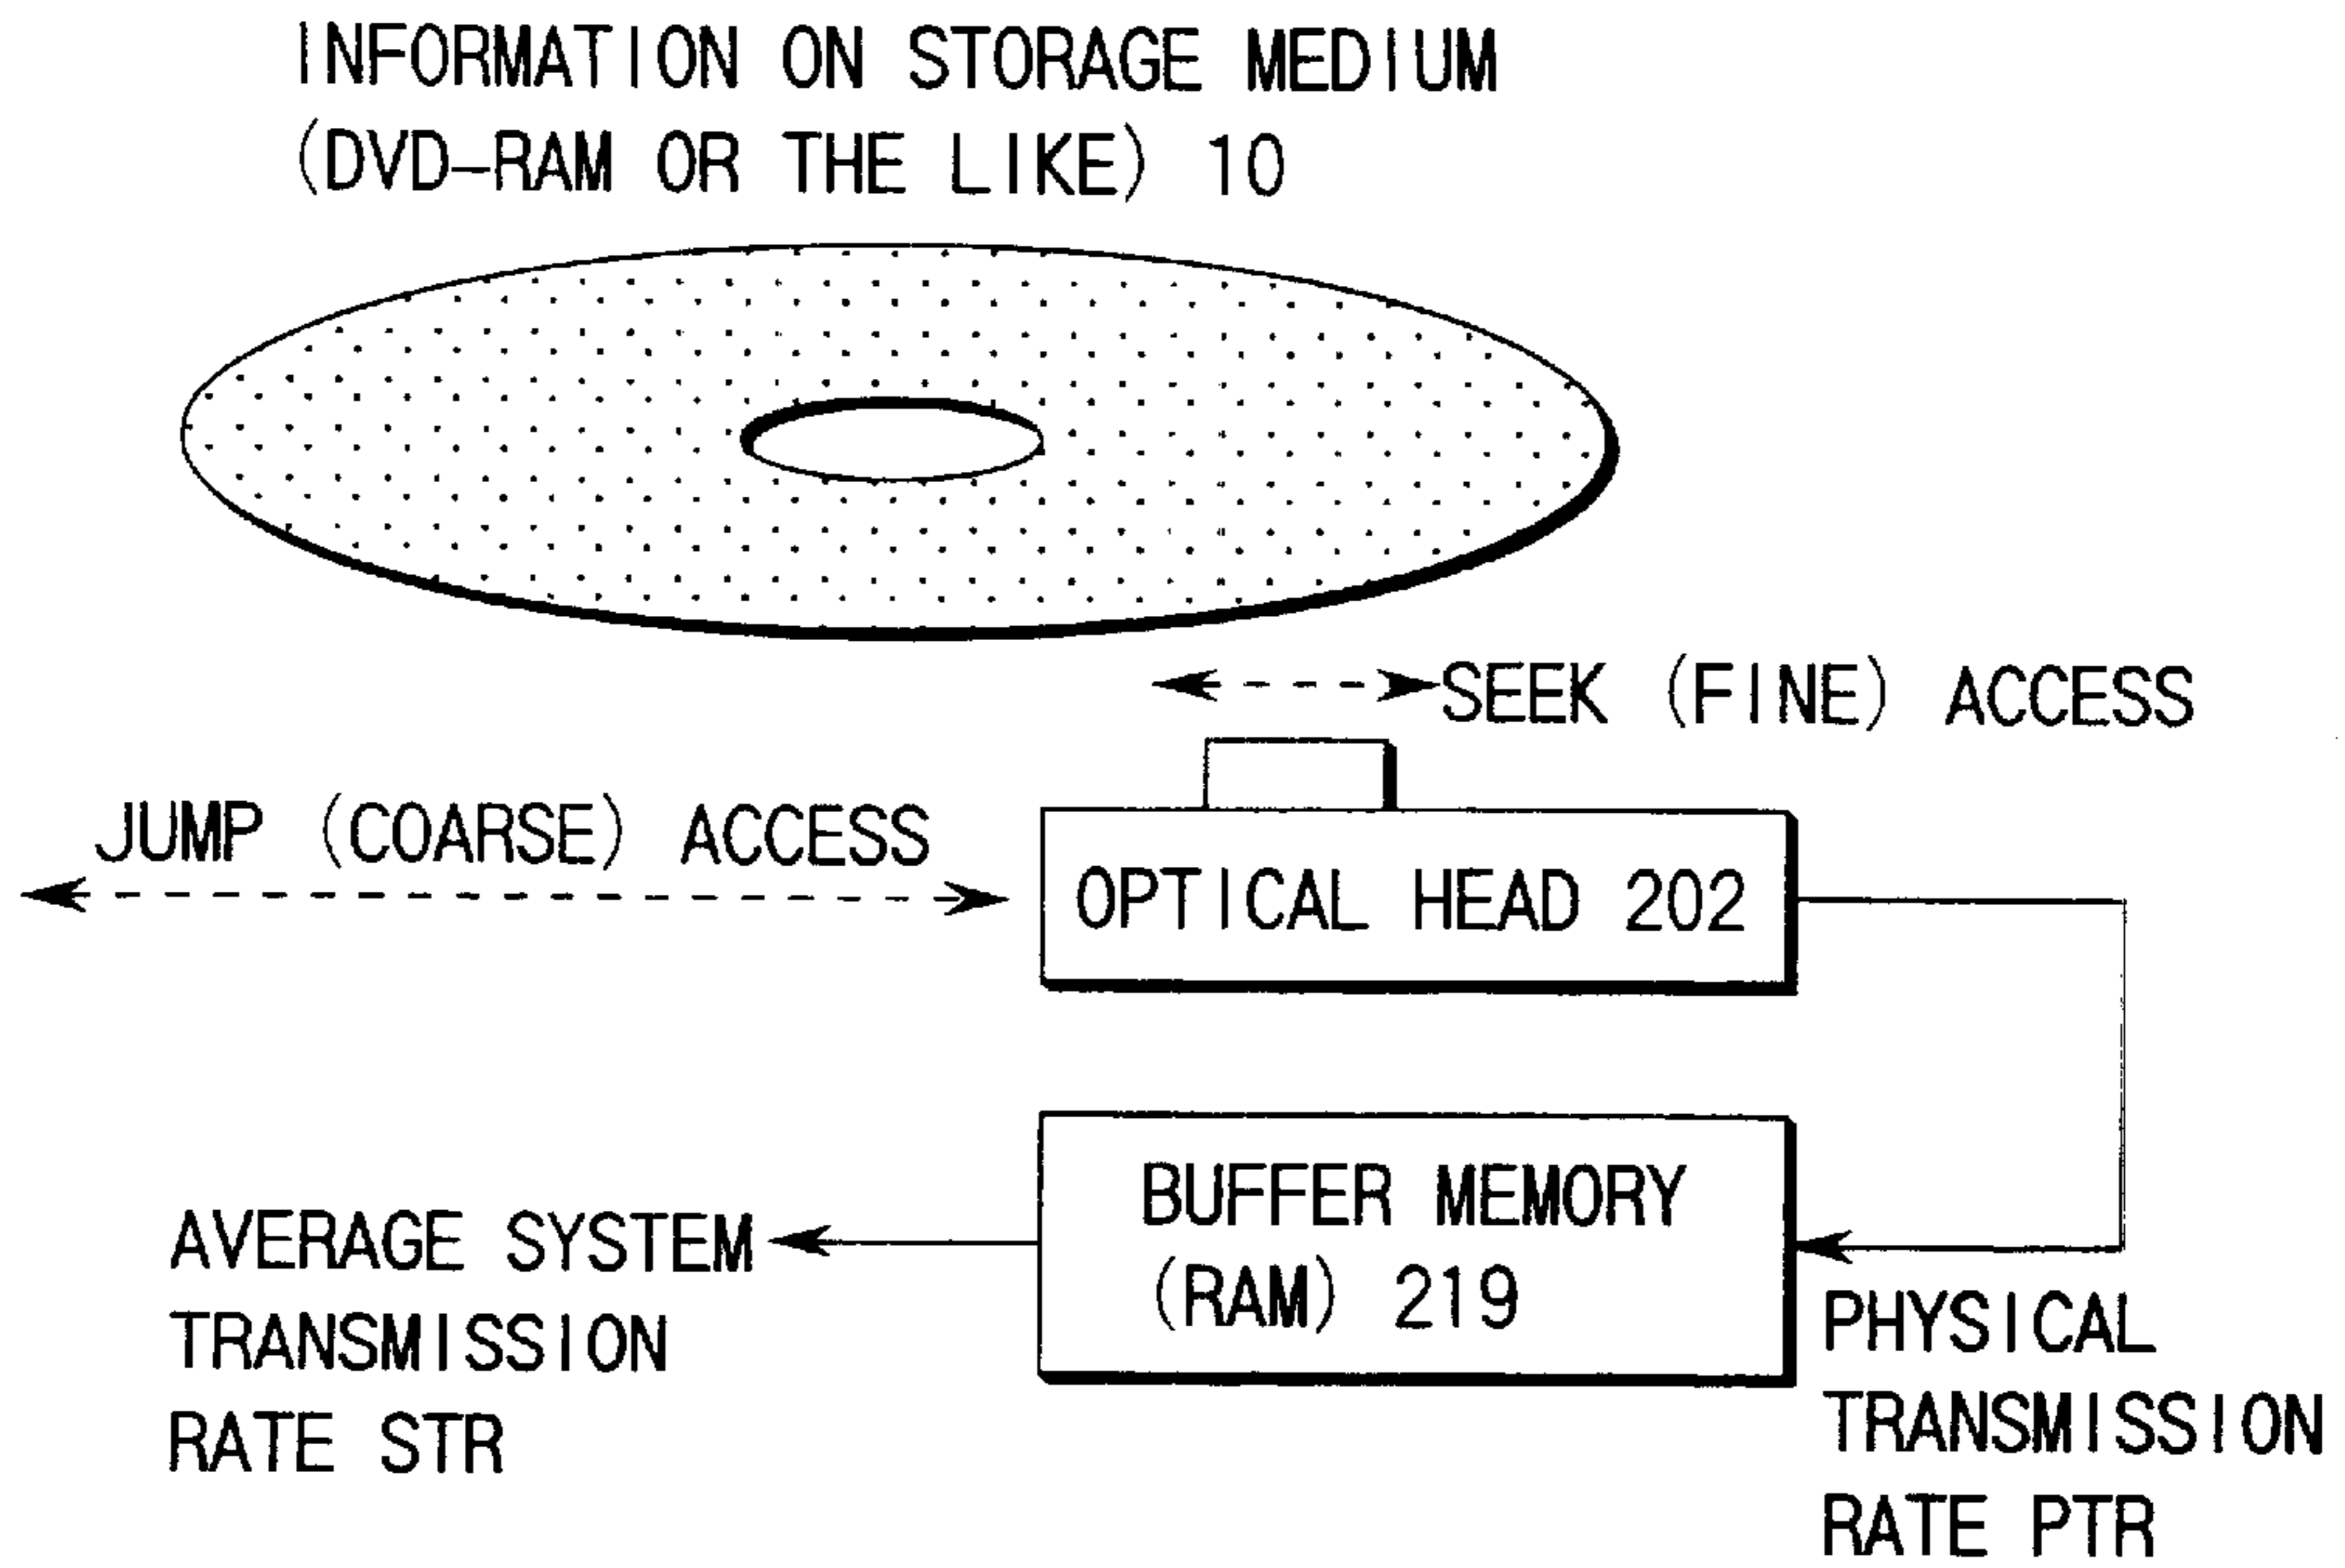 INFORMATION ON STORAGE MEDIUM
(DVD-RAM OR THE LIKE) 10
SEEK (FINE) ACCESS
JUMP (COARSE) ACCESS
OPTICAL HEAD 202
BUFFER MEMORY
(RAM) 219
AVERAGE SYSTEM
TRANSMISSION
RATE STR
PHYSICAL
TRANSMISSION
RATE PTR